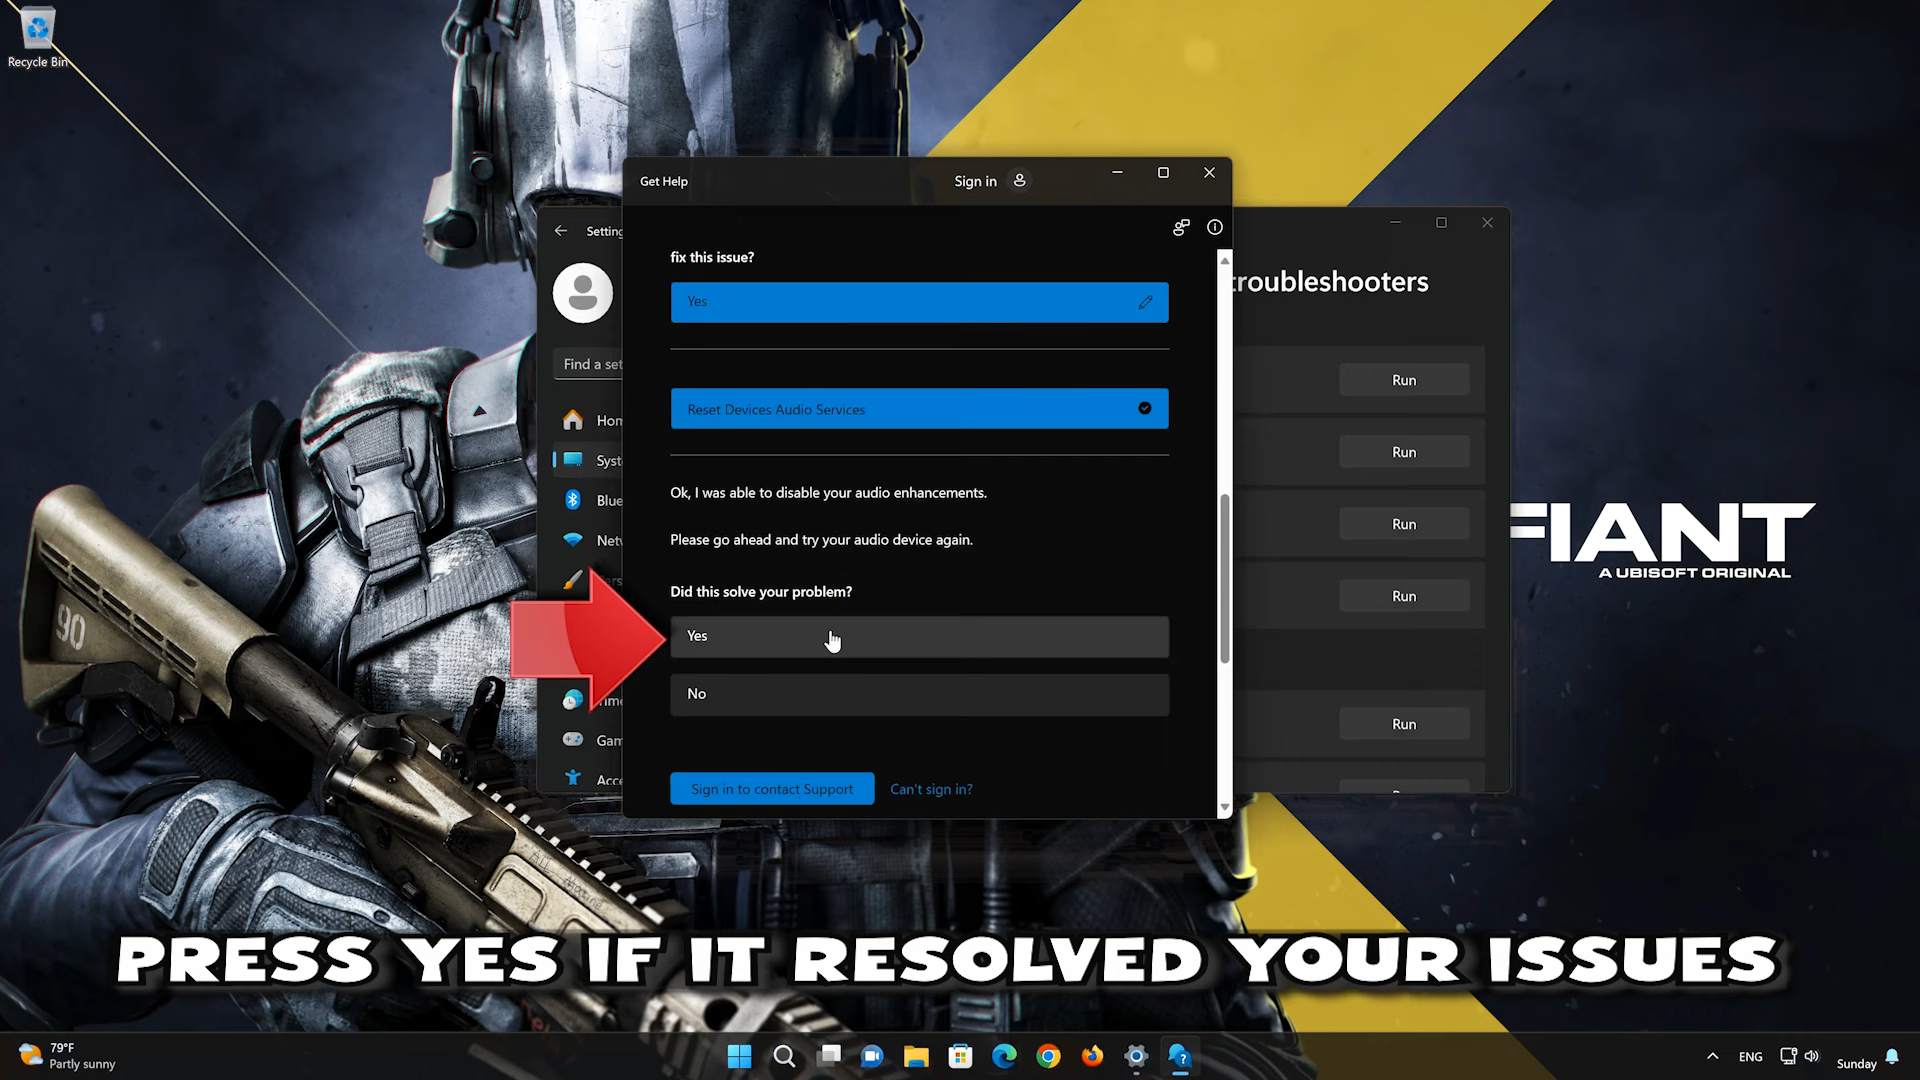 Recycle Bin
Get Help
Sign in
Setting
fix this issue?
Yes
troubleshooters
Find a set
Run
Reset Devices Audio Services
Hom
Run
Syst
Ok, I was able to disable your audio enhancements.
Blue
Run
Please go ahead and try your audio device again.
Netw
FIANT
A UBISOFT ORIGINAL
Did this solve your problem?
Run
Yes
90
No
Time
Run
Gam
Acce
Sign in to contact Support
Can't sign in?
PRESS YES IF IT RESOLVED YOUR ISSUES
79°F
Partly sunny
ENG
Sunday